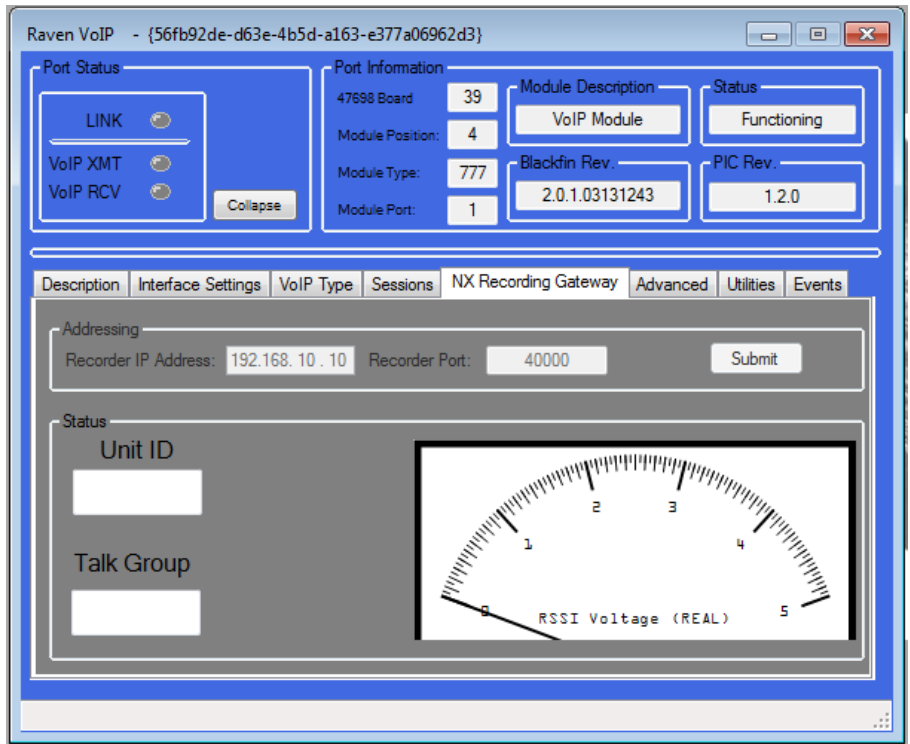 Raven VoIP - {56fb92de-d63e-4b5d-a163-e377a06962d3}
Port Status
LINK
VoIP XMT
VoIP RCV
Collapse
Port Information
47698 Board 39
Module Position: 4
Module Type: 777
Module Port: 1
Module Description
VoIP Module
Status
Functioning
Blackfin Rev.
2.0.1.03131243
PIC Rev.
1.2.0
Description Interface Settings VoIP Type Sessions NX Recording Gateway Advanced Utilities Events
Addressing
Recorder IP Address: 192.168. 10 . 10 Recorder Port: 40000 Submit
Status
Unit ID
Talk Group
0 1 2 3 4 5
RSSI Voltage (REAL)